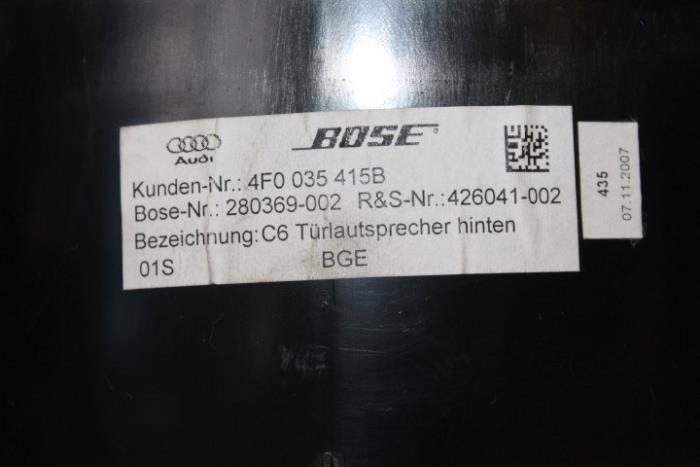 Audi
BOSE®
Kunden-Nr.: 4F0 035 415B
Bose-Nr.: 280369-002 R&S-Nr.:426041-002
Bezeichnung: C6 Türlautsprecher hinten
01S BGE
435
07.11.2007